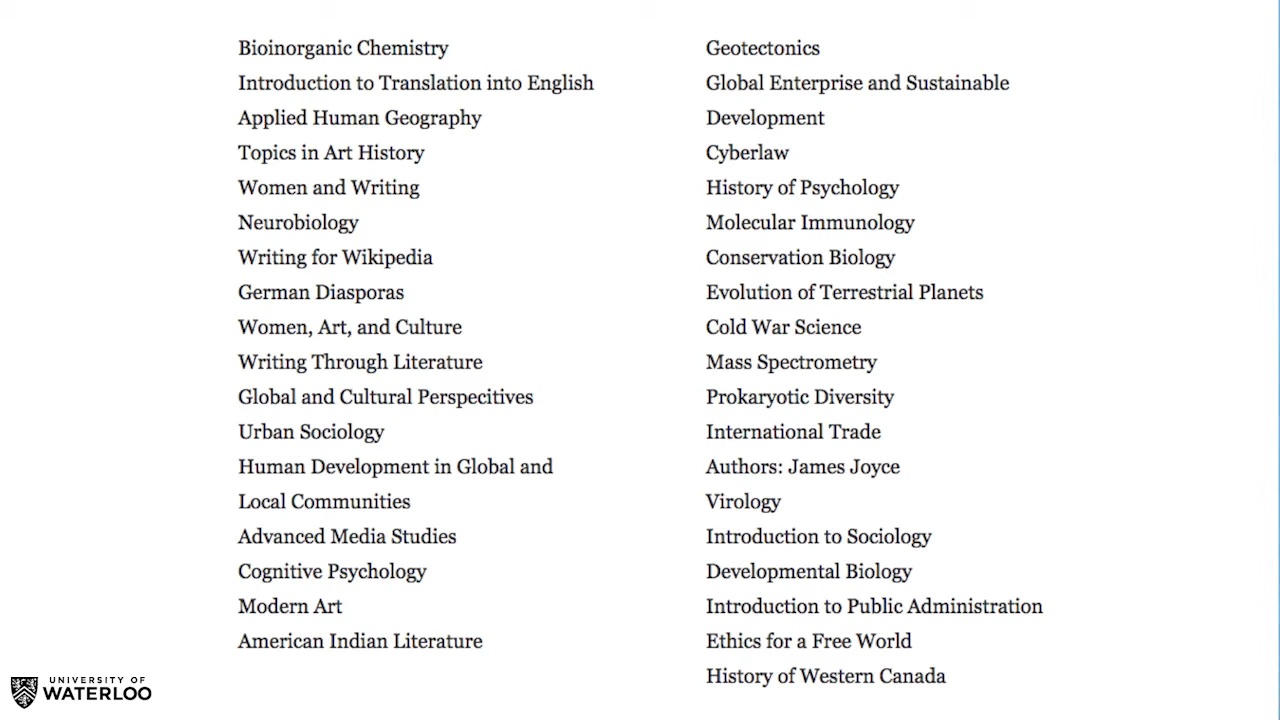 Bioinorganic Chemistry
Introduction to Translation into English
Applied Human Geography
Topics in Art History
Women and Writing
Neurobiology
Writing for Wikipedia
German Diasporas
Women, Art, and Culture
Writing Through Literature
Global and Cultural Perspecitives
Urban Sociology
Human Development in Global and
Local Communities
Advanced Media Studies
Cognitive Psychology
Modern Art
American Indian Literature
Geotectonics
Global Enterprise and Sustainable
Development
Cyberlaw
History of Psychology
Molecular Immunology
Conservation Biology
Evolution of Terrestrial Planets
Cold War Science
Mass Spectrometry
Prokaryotic Diversity
International Trade
Authors: James Joyce
Virology
Introduction to Sociology
Developmental Biology
Introduction to Public Administration
Ethics for a Free World
History of Western Canada
UNIVERSITY OF
WATERLOO